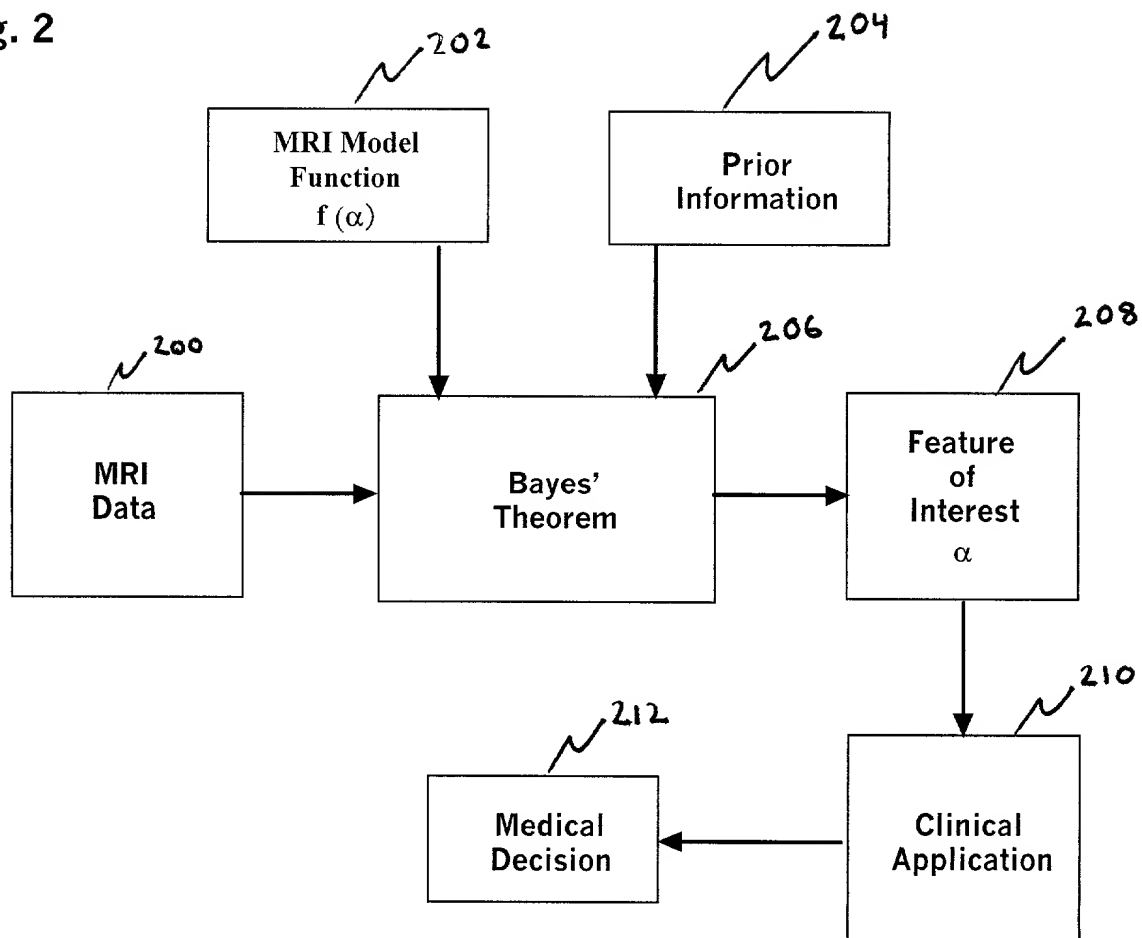 g. 2
202
204
MRI Model
Function
f (α)
Prior
Information
200
206
208
MRI
Data
Bayes'
Theorem
Feature
of
Interest
α
210
212
Medical
Decision
Clinical
Application